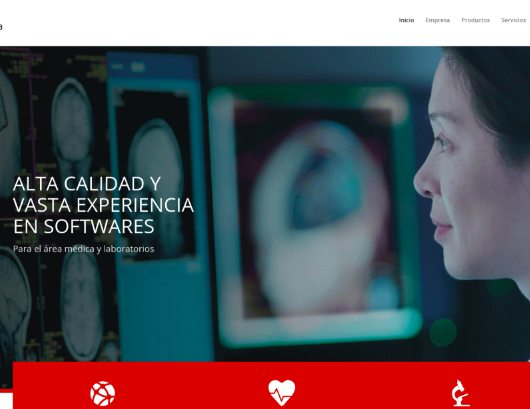 Inicio Empresa Productos Servicios
ALTA CALIDAD Y
VASTA EXPERIENCIA
EN SOFTWARES
Para el área médica y laboratorios